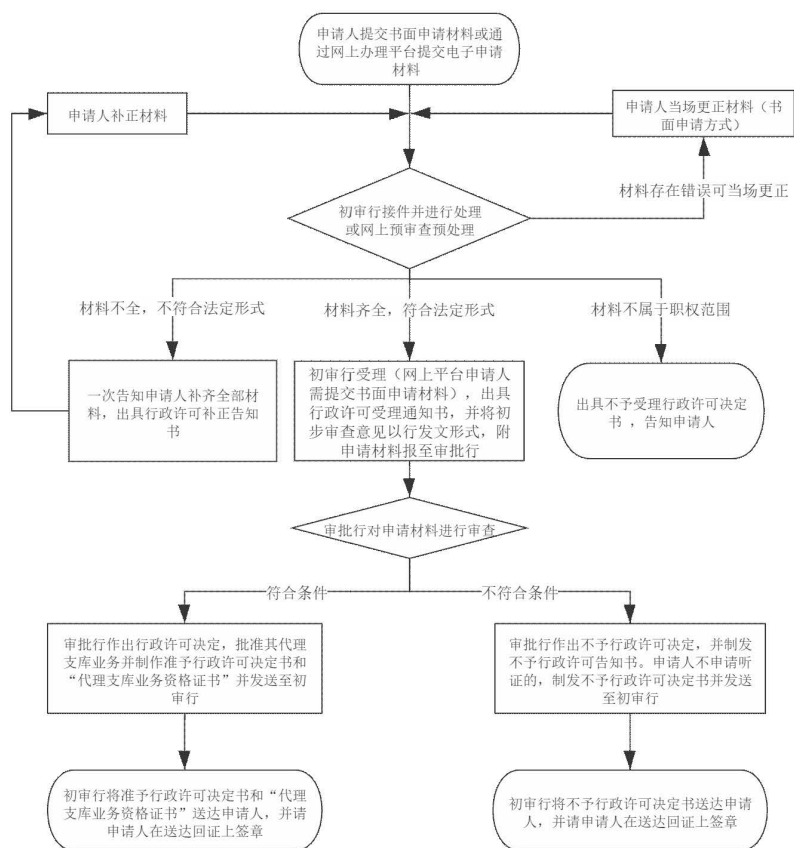 申请人提交书面申请材料或通
过网上办理平台提交电子申请
材料
申请人补正材料
申请人当场更正材料（书
面申请方式）
材料存在错误可当场更正
初审行接件并进行处理
或网上预审查预处理
材料不全，不符合法定形式
材料齐全，符合法定形式
材料不属于职权范围
一次告知申请人补齐全部材
料，出具行政许可补正告知
书
初审行受理（网上平台申请人
需提交书面申请材料），出具
行政许可受理通知书，并将初
步审查意见以行发文形式，附
申请材料报至审批行
出具不予受理行政许可决定
书 ，告知申请人
审批行对申请材料进行审查
符合条件
不符合条件
审批行作出行政许可决定，批准其代理
支库业务并制作准予行政许可决定书和
“代理支库业务资格证书”并发送至初
审行
审批行作出不予行政许可决定，并制发
不予行政许可告知书。申请人不申请听
证的，制发不予行政许可决定书并发送
至初审行
初审行将准予行政许可决定书和“代理
支库业务资格证书”送达申请人，并请
申请人在送达回证上签章
初审行将不予行政许可决定书送达申请
人，并请申请人在送达回证上签章